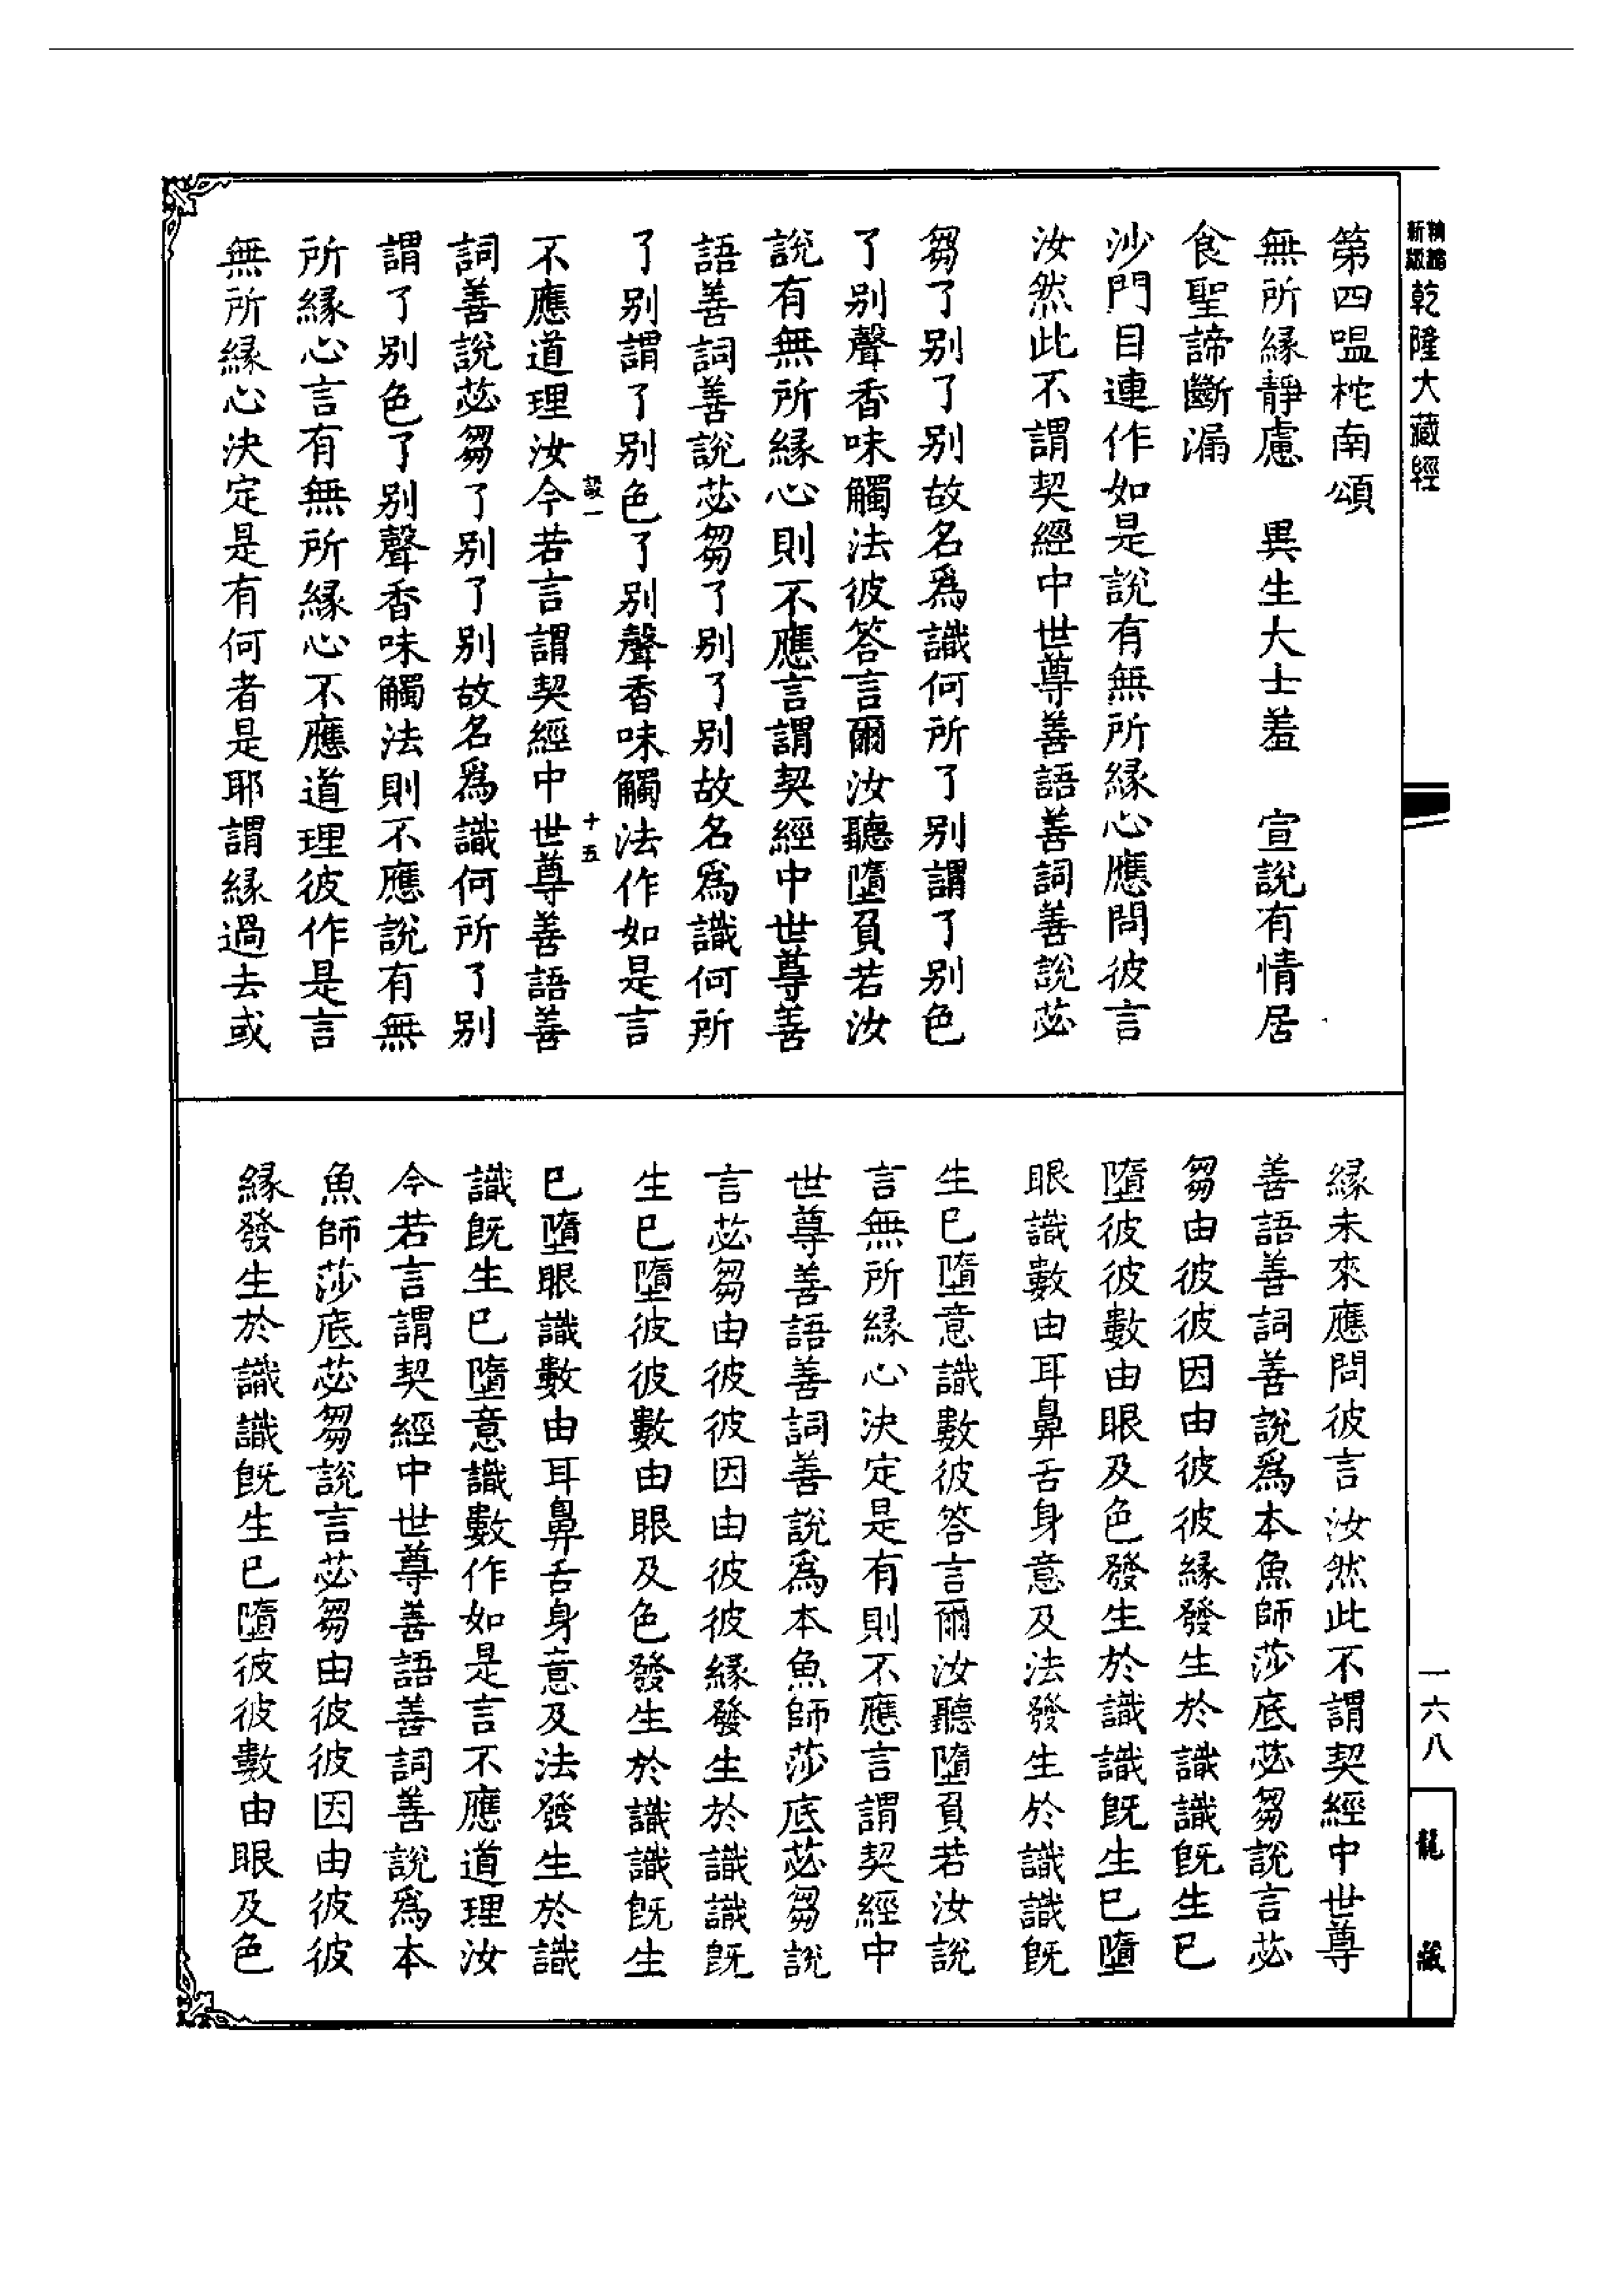 新縮
乾隆大藏經
第四嗢柁南頌
無所緣靜慮　異生大士羞　宣說有情居
食聖諦斷漏
沙門目連作如是說有無所緣心應問彼言
汝然此不謂契經中世尊善語善詞善說苾
芻了別了別故名爲識何所了別謂了別色
了別聲香味觸法彼答言爾汝聽墮負若汝
說有無所緣心則不應言謂契經中世尊善
語善詞善說苾芻了別了別故名爲識何所
了別謂了別色了別聲香味觸法作如是言
不應道理汝今若言謂契經中世尊善語善
詞善說苾芻了別了別故名爲識何所了別
謂了別色了別聲香味觸法則不應說有無
所緣心言有無所緣心不應道理彼作是言
無所緣心決定是有何者是耶謂緣過去或
十五
緣未來應問彼言汝然此不謂契經中世尊
善語善詞善說爲本魚師莎底苾芻說言苾
芻由彼彼因由彼彼緣發生於識識既生已
墮彼彼數由眼及色發生於識識既生已墮
眼識數由耳鼻舌身意及法發生於識識既
生已墮意識數彼答言爾汝聽墮負若汝說
言無所緣心決定是有則不應言謂契經中
世尊善語善詞善說爲本魚師莎底苾芻說
言苾芻由彼彼因由彼彼緣發生於識識既
生已墮彼彼數由眼及色發生於識識既生
已墮眼識數由耳鼻舌身意及法發生於識
識既生已墮意識數作如是言不應道理汝
今若言謂契經中世尊善語善詞善說爲本
魚師莎底苾芻說言苾芻由彼彼因由彼彼
緣發生於識識既生已墮彼彼數由眼及色
一六八
龍藏